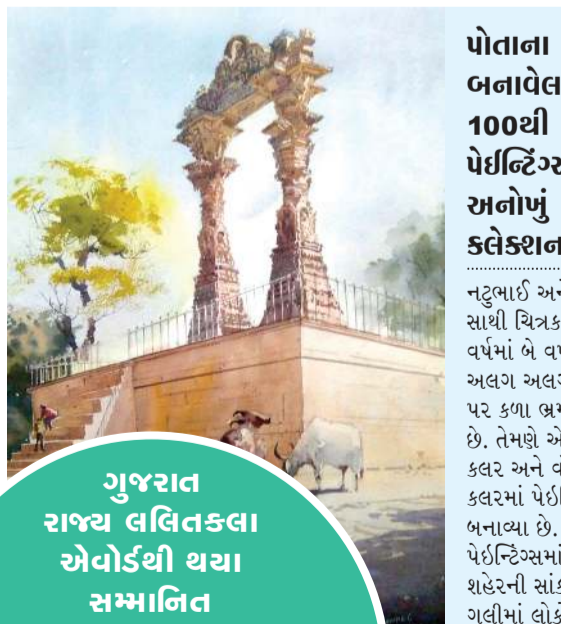 પોતાના
બનાવેલ
100થી
પેઈન્ટિંગ્સ
અનોખું
કલેક્શન
નટુભાઈ અને
સાથી ચિત્રક
વર્ષમાં બે વ
અલગ અલગ
પર કળા ભ્રમ
છે. તેમણે એ
કલર અને વો
કલરમાં પેઇ
બનાવ્યા છે.
પેઇન્ટિંગ્સમાં
શહેરની સાંક
ગલીમાં લોકો
ગુજરાત
રાજ્ય લલિતકલા
એવોર્ડથી થયા
સમ્માનિત